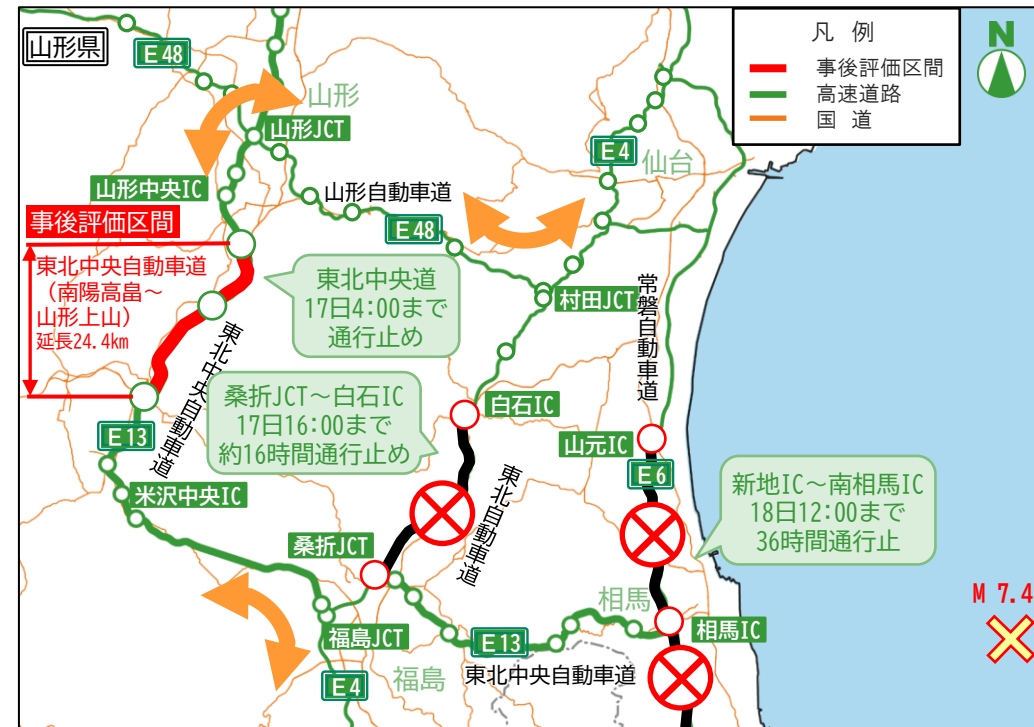 山形県
凡 例
事後評価区間
高速道路
国 道
N
E48
山形
山形JCT
E4
仙台
山形中央IC
山形自動車道
E48
事後評価区間
東北中央自動車道
（南陽高畠～
山形上山）
延長24.4km
東北中央道
17日4:00まで
通行止め
村田JCT
常磐自動車道
東北中央自動車道
桑折JCT～白石IC
17日16:00まで
約16時間通行止め
白石IC
山元IC
E13
E6
米沢中央IC
東北自動車道
新地IC～南相馬IC
18日12:00まで
36時間通行止
桑折JCT
相馬
M 7.4
福島JCT
E13
相馬IC
東北中央自動車道
E4
福島